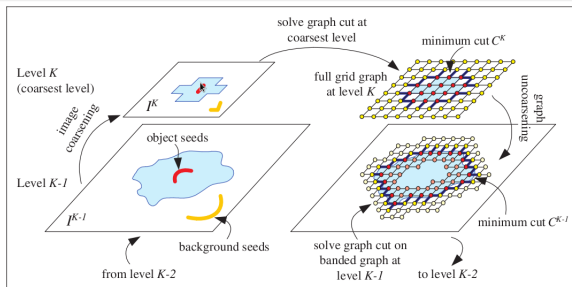 solve graph cut at
coarsest level
minimum cut C^K
Level K
(coarsest level)
I^K
full grid graph
at level K
image
coarsening
graph
uncoarsening
object seeds
Level K-1
I^K-1
background seeds
minimum cut C^K-1
solve graph cut on
banded graph at
level K-1
from level K-2
to level K-2